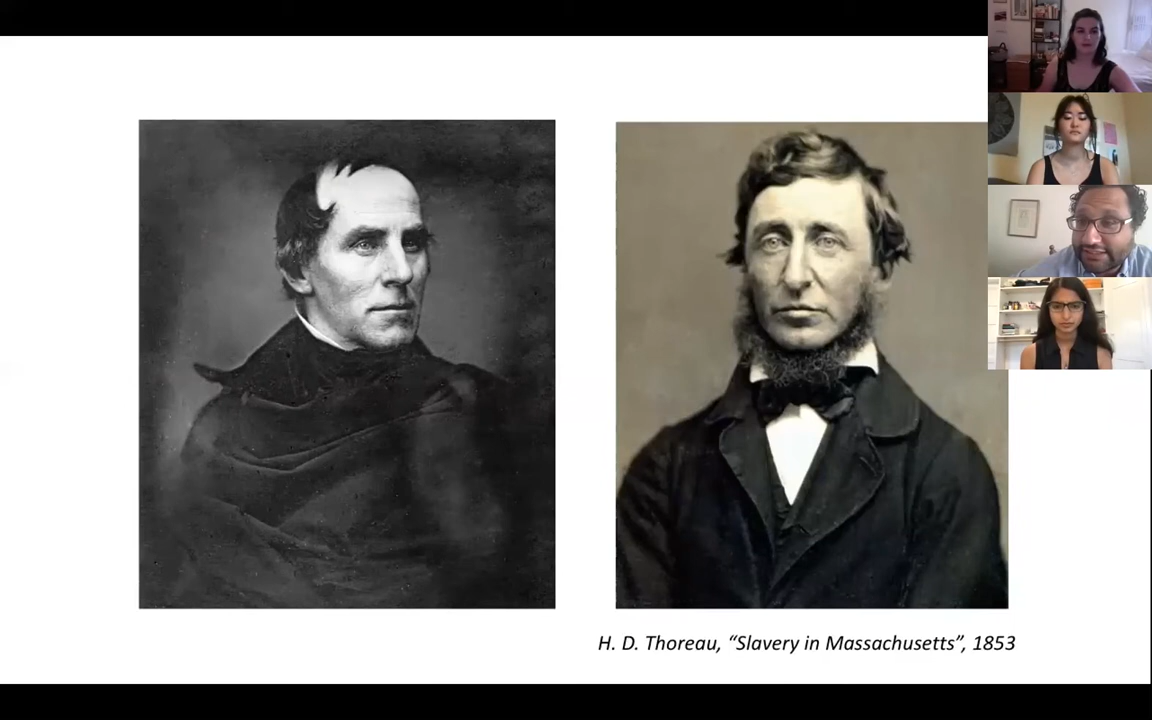 H. D. Thoreau, “Slavery in Massachusetts”, 1853